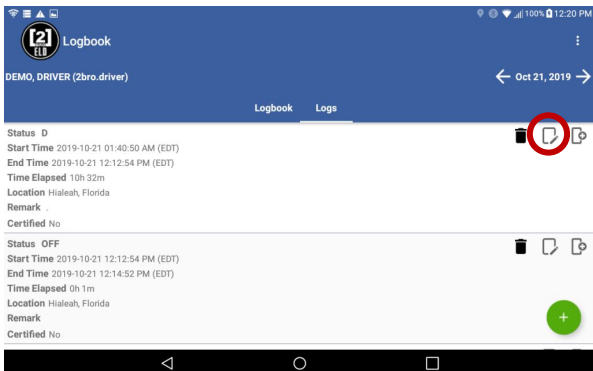 100% 12:20 PM
[2]
ELD
Logbook
DEMO, DRIVER (2bro.driver)
Oct 21, 2019
Logbook Logs
Status D
Start Time 2019-10-21 01:40:50 AM (EDT)
End Time 2019-10-21 12:12:54 PM (EDT)
Time Elapsed 10h 32m
Location Hialeah, Florida
Remark .
Certified No
Status OFF
Start Time 2019-10-21 12:12:54 PM (EDT)
End Time 2019-10-21 12:14:52 PM (EDT)
Time Elapsed 0h 1m
Location Hialeah, Florida
Remark
Certified No